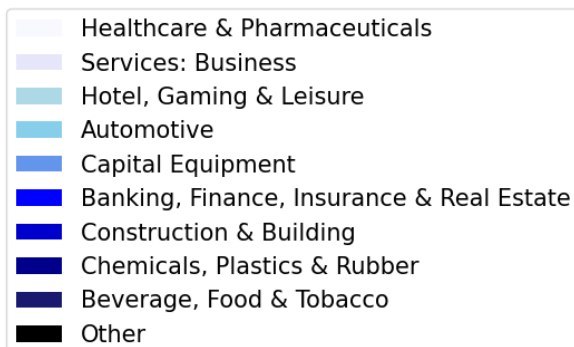 Healthcare & Pharmaceuticals
Services: Business
Hotel, Gaming & Leisure
Automotive
Capital Equipment
Banking, Finance, Insurance & Real Estate
Construction & Building
Chemicals, Plastics & Rubber
Beverage, Food & Tobacco
Other